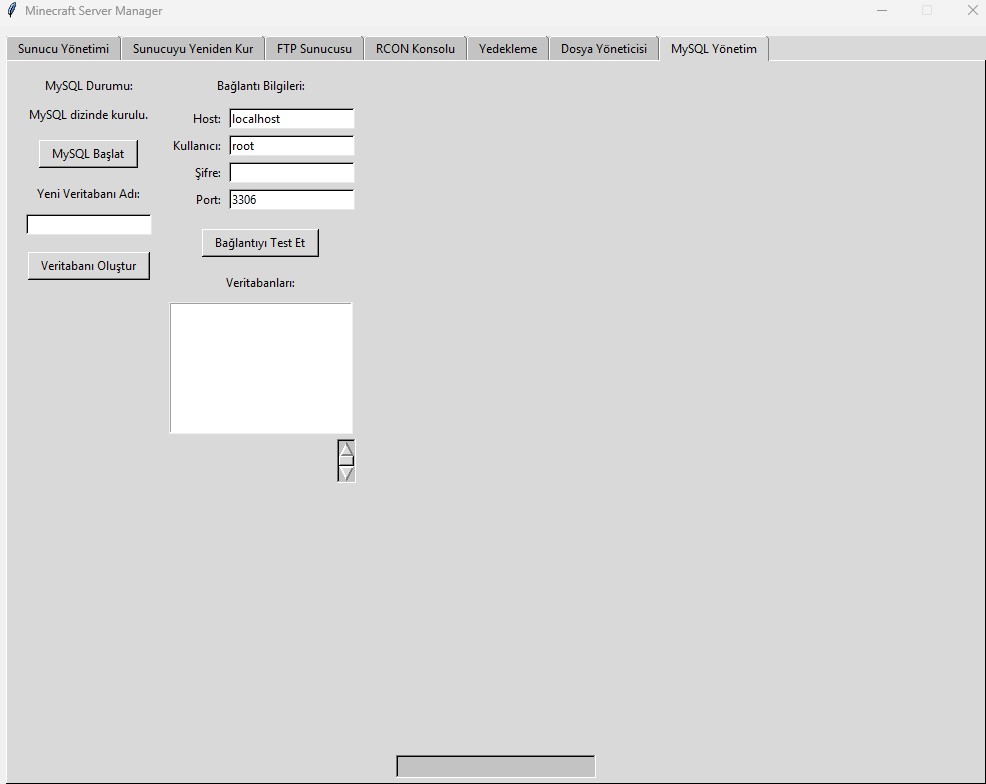 Minecraft Server Manager
Sunucu Yönetimi
Sunucuyu Yeniden Kur
FTP Sunucusu
RCON Konsolu
Yedekleme
Dosya Yöneticisi
MySQL Yönetim
MySQL Durumu:
MySQL dizinde kurulu.
MySQL Başlat
Yeni Veritabanı Adı:
Veritabanı Oluştur
Bağlantı Bilgileri:
Host: localhost
Kullanıcı: root
Şifre:
Port: 3306
Bağlantıyı Test Et
Veritabanları: